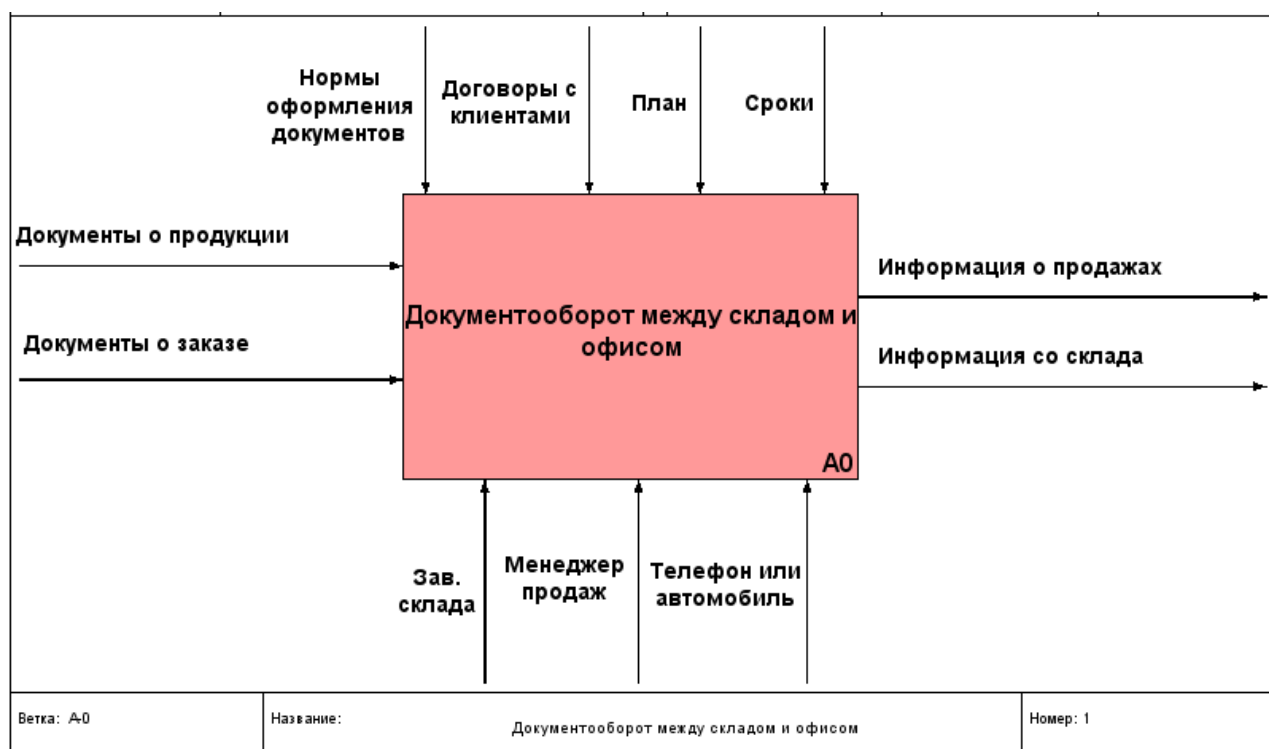 Нормы
оформления
документов
Договоры с
клиентами
План
Сроки
Документы о продукции
Документы о заказе
Документооборот между складом и
офисом
А0
Информация о продажах
Информация со склада
Зав.
склада
Менеджер
продаж
Телефон или
автомобиль
Ветка: А-0
Название:
Документооборот между складом и офисом
Номер: 1